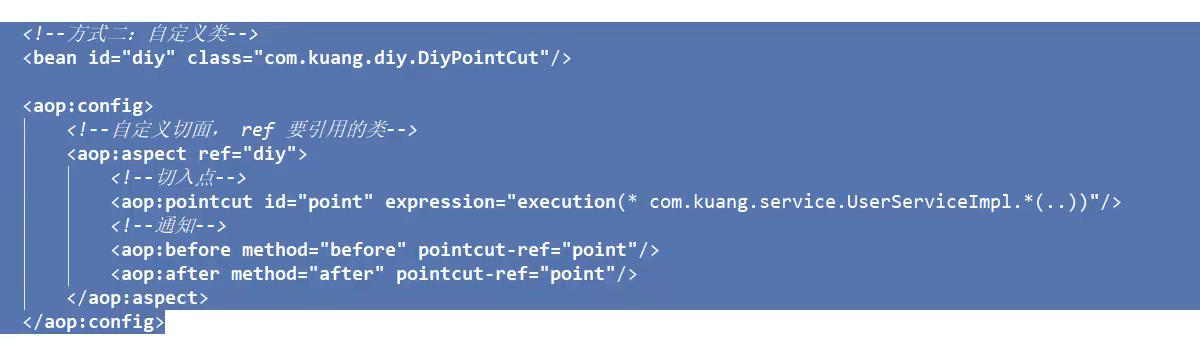 <!--方式二：自定义类-->
<bean id="diy" class="com.kuang.diy.DiyPointCut"/>
<aop:config>
<!--自定义切面， ref 要引用的类-->
<aop:aspect ref="diy">
<!--切入点-->
<aop:pointcut id="point" expression="execution(* com.kuang.service.UserServiceImpl.*(..))"/>
<!--通知-->
<aop:before method="before" pointcut-ref="point"/>
<aop:after method="after" pointcut-ref="point"/>
</aop:aspect>
</aop:config>